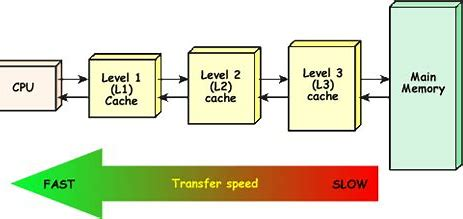 CPU
Level 1
(L1)
Cache
Level 2
(L2)
cache
Level 3
(L3)
cache
Main
Memory
FAST
Transfer speed
SLOW